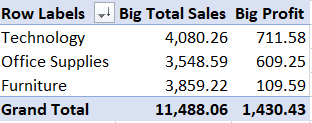 Row Labels Big Total Sales Big Profit
Technology 4,080.26 711.58
Office Supplies 3,548.59 609.25
Furniture 3,859.22 109.59
Grand Total 11,488.06 1,430.43